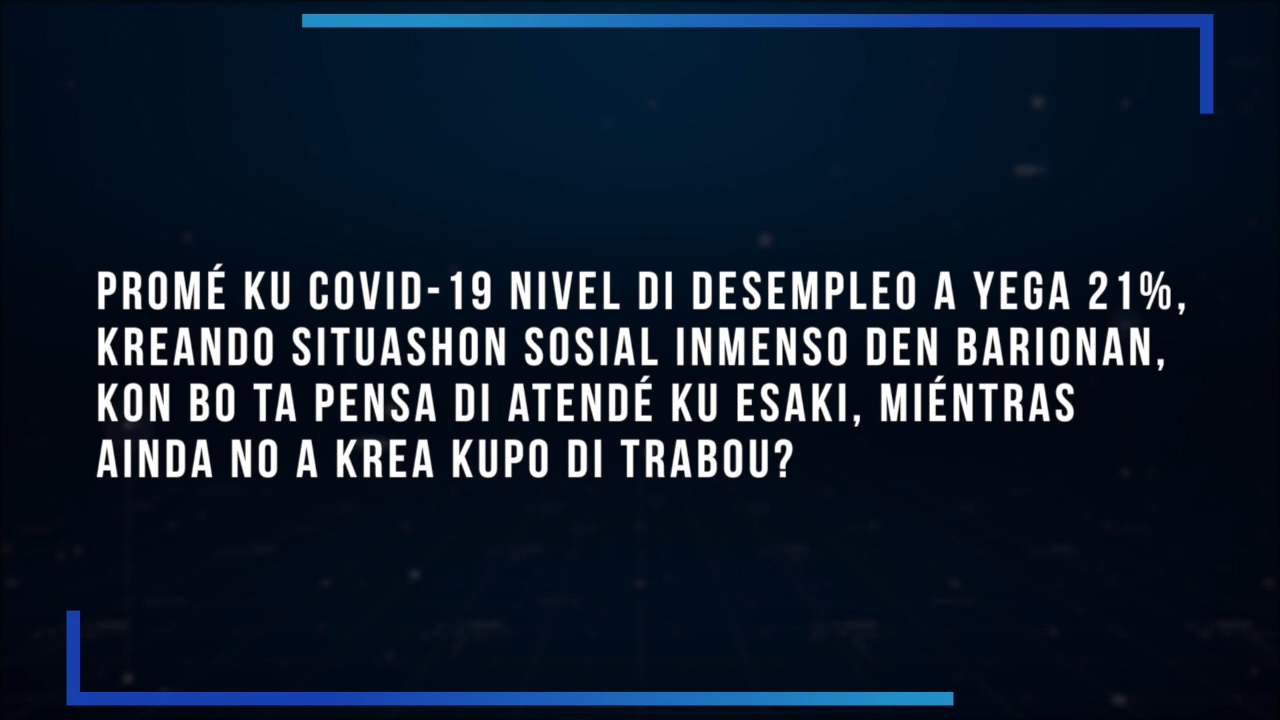 PROMÉ KU COVID-19 NIVEL DI DESEMPLEO A YEGA 21%,
KREANDO SITUASHON SOSIAL INMENSO DEN BARIONAN,
KON BO TA PENSA DI ATENDÉ KU ESAKI, MIÉNTRAS
AINDA NO A KREA KUPO DI TRABOU?